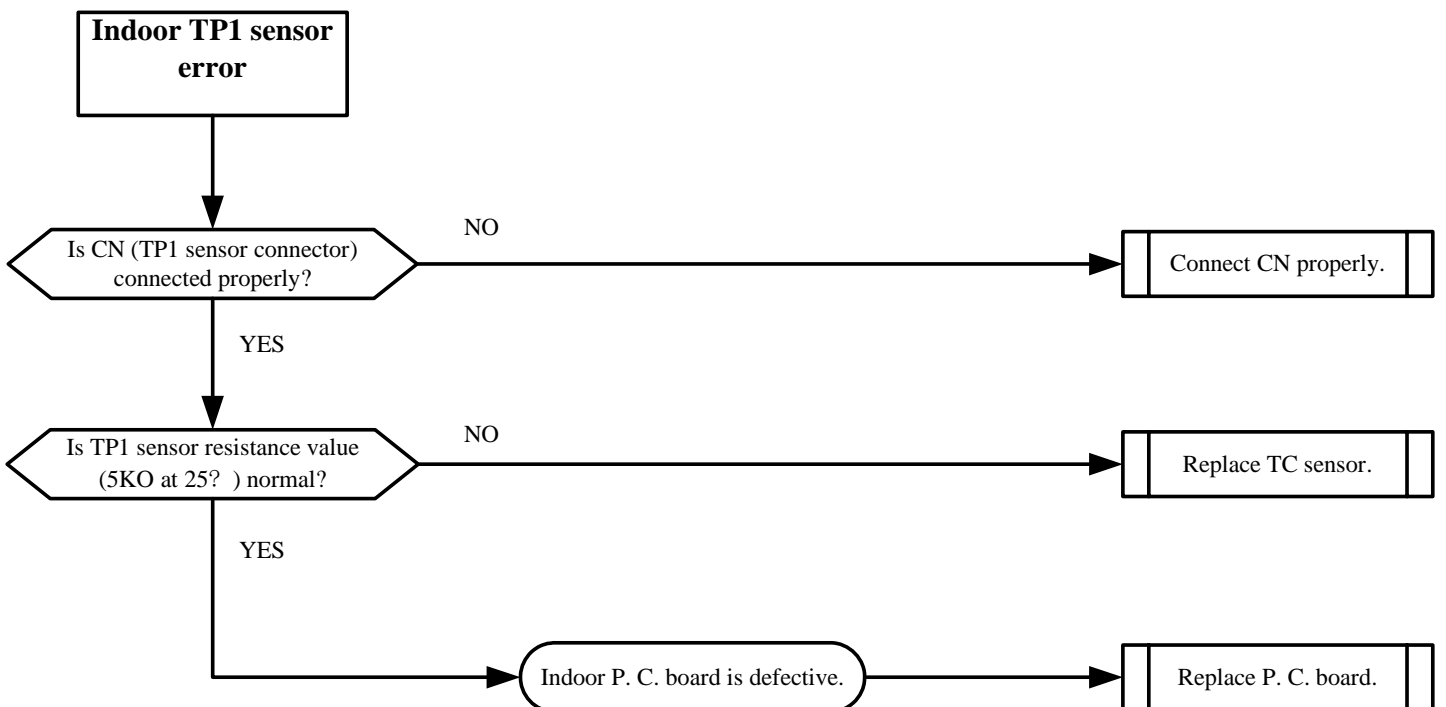 Indoor TP1 sensor
error
NO
Is CN (TP1 sensor connector)
connected properly?
Connect CN properly.
YES
NO
Is TP1 sensor resistance value
(5KO at 25? ) normal?
Replace TC sensor.
YES
Indoor P. C. board is defective.
Replace P. C. board.